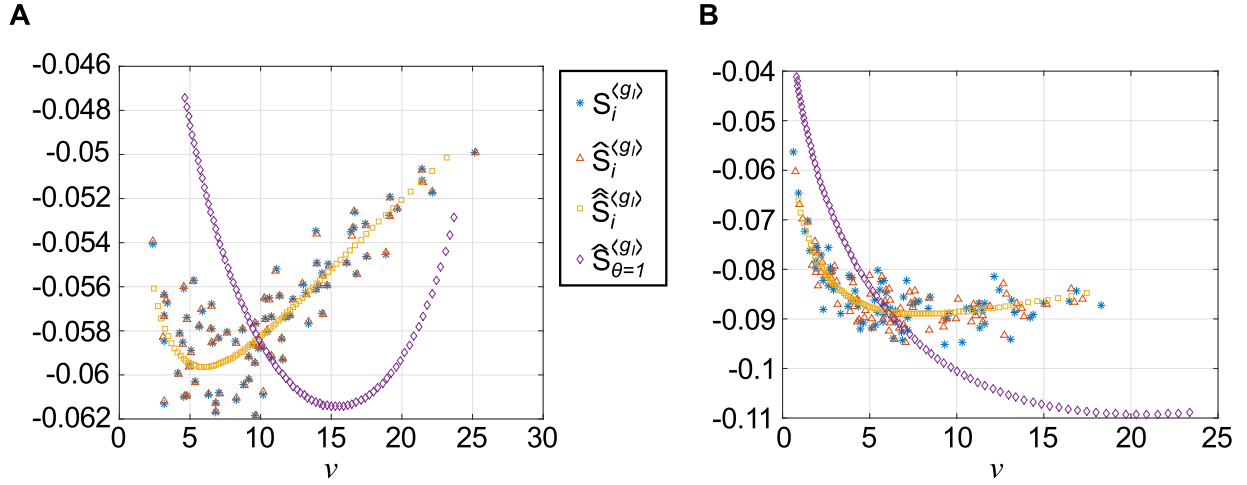 A
-0.046
-0.048
-0.05
-0.052
-0.054
-0.056
-0.058
-0.06
-0.062
0 5 10 15 20 25 30
ν
S_i^⟨g_l⟩
Ŝ_i^⟨g_l⟩
Ŝ̂_i^⟨g_l⟩
Ŝ_{θ=1}^⟨g_l⟩
B
-0.04
-0.05
-0.06
-0.07
-0.08
-0.09
-0.1
-0.11
0 5 10 15 20 25
ν